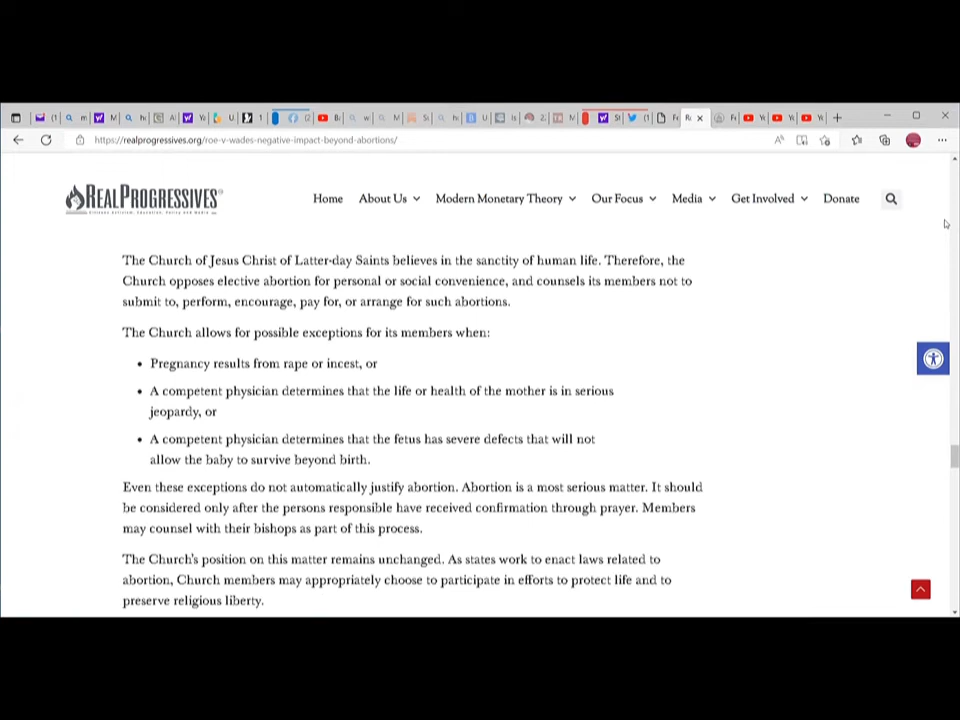 https://realprogressives.org/roe-v-wades-negative-impact-beyond-abortions/
REALPROGRESSIVES
Home About Us Modern Monetary Theory Our Focus Media Get Involved Donate
The Church of Jesus Christ of Latter-day Saints believes in the sanctity of human life. Therefore, the
Church opposes elective abortion for personal or social convenience, and counsels its members not to
submit to, perform, encourage, pay for, or arrange for such abortions.
The Church allows for possible exceptions for its members when:
• Pregnancy results from rape or incest, or
• A competent physician determines that the life or health of the mother is in serious
jeopardy, or
• A competent physician determines that the fetus has severe defects that will not
allow the baby to survive beyond birth.
Even these exceptions do not automatically justify abortion. Abortion is a most serious matter. It should
be considered only after the persons responsible have received confirmation through prayer. Members
may counsel with their bishops as part of this process.
The Church's position on this matter remains unchanged. As states work to enact laws related to
abortion, Church members may appropriately choose to participate in efforts to protect life and to
preserve religious liberty.